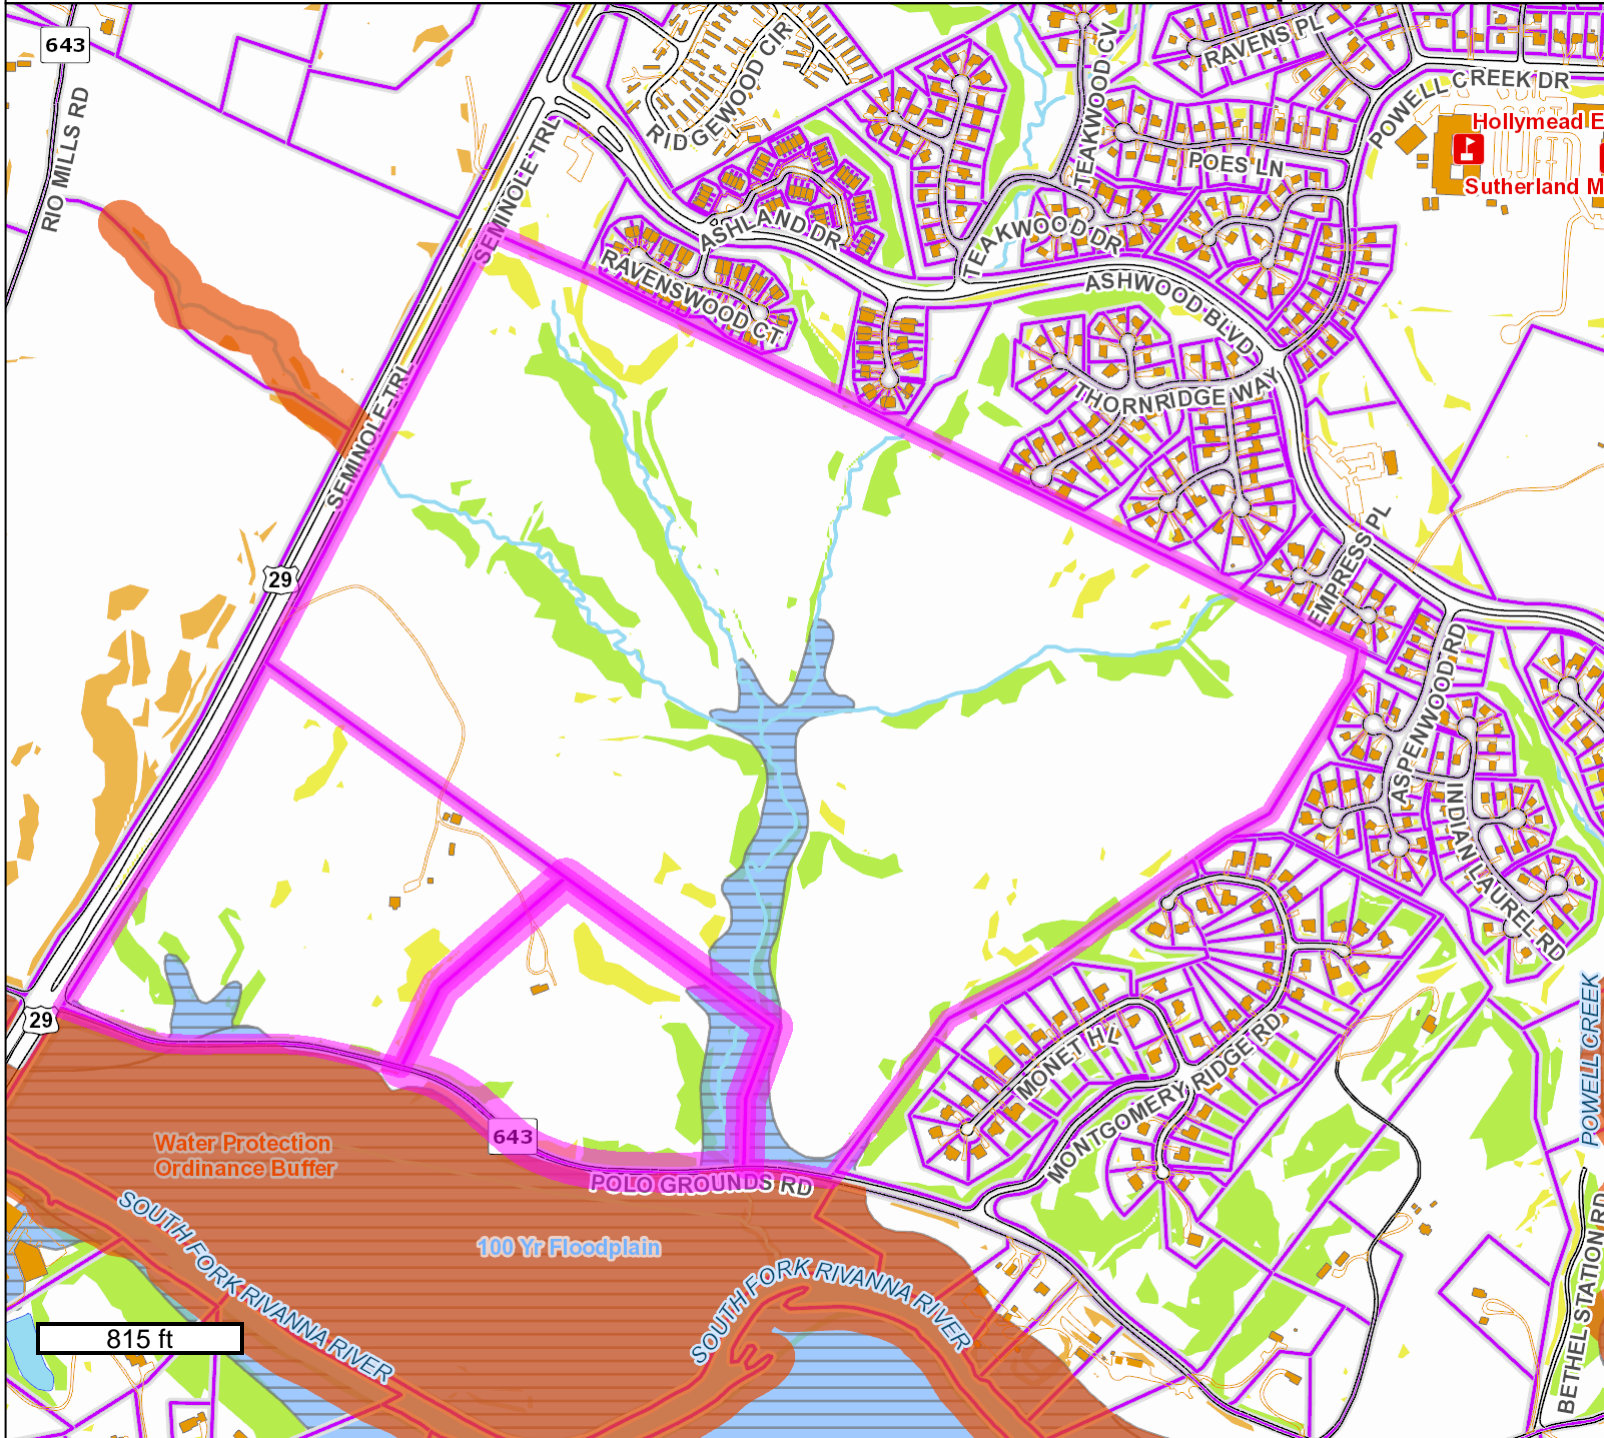 643
RIO MILLS RD
SEMINOLE TRL
RIDGEWOOD CIR
TEAKWOOD CV
RAVENS PL
POWELL CREEK DR
Hollymead E
Sutherland M
POES LN
ASHLAND DR
TEAKWOOD DR
RAVENSWOOD CT
ASHWOOD BLVD
THORNRIDGE WAY
SEMINOLE TRL
29
EMPRESS PL
ASPENWOOD RD
INDIAN LAUREL RD
29
MONET HL
MONTGOMERY RIDGE RD
POWELL CREEK
643
Water Protection
Ordinance Buffer
POLO GROUNDS RD
100 Yr Floodplain
SOUTH FORK RIVANNA RIVER
SOUTH FORK RIVANNA RIVER
BETHEL STATION RD
815 ft